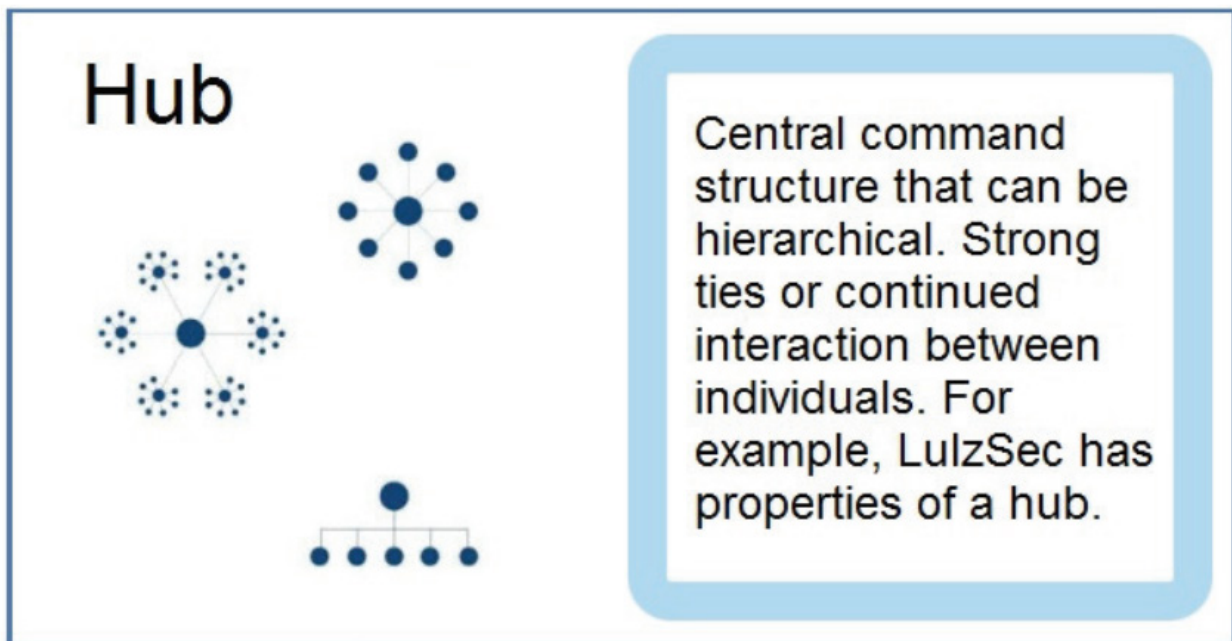 Hub
Central command
structure that can be
hierarchical. Strong
ties or continued
interaction between
individuals. For
example, LulzSec has
properties of a hub.